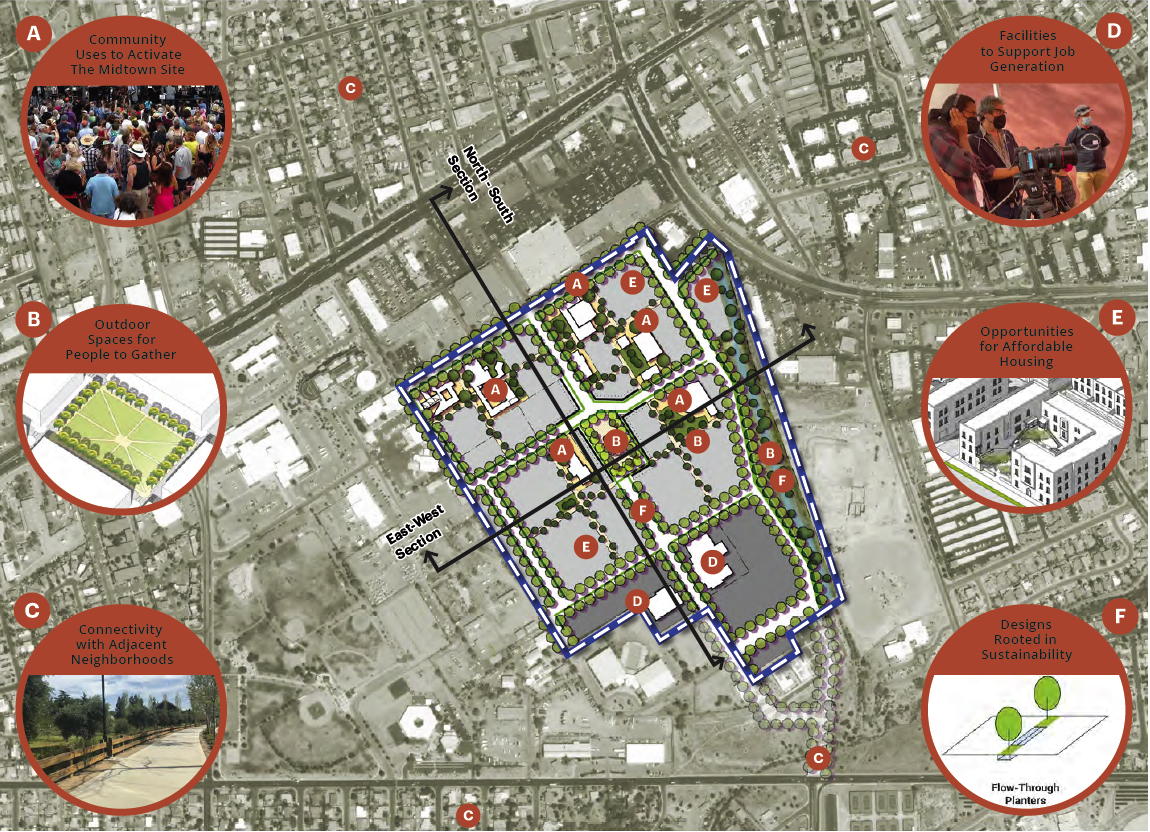 A
Community
Uses to Activate
The Midtown Site
D
Facilities
to Support Job
Generation
C
C
North - South
Section
A
E
E
A
B
Outdoor
Spaces for
People to Gather
E
Opportunities
for Affordable
Housing
A
A
A
B
B
B
F
F
East-West
Section
E
D
D
C
Connectivity
with Adjacent
Neighborhoods
F
Designs
Rooted in
Sustainability
Flow-Through
Planters
C
C